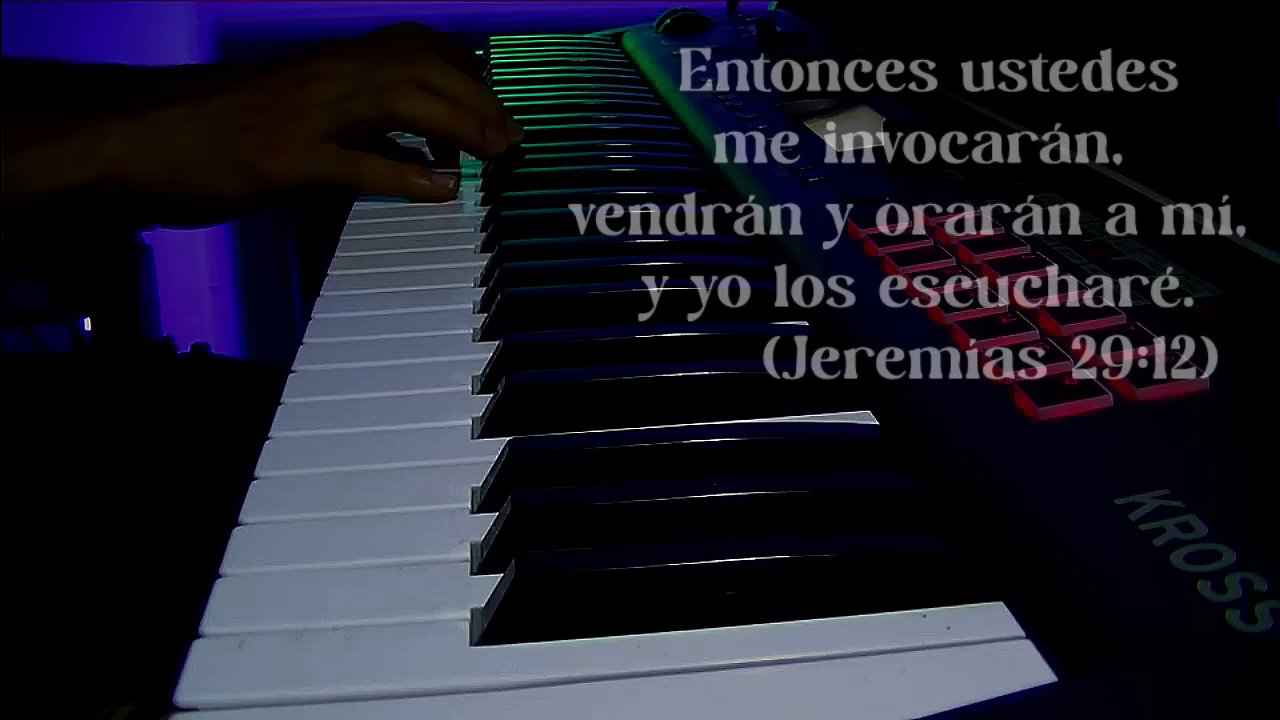 Entonces ustedes
me invocarán,
vendrán y orarán a mí,
y yo los escucharé.
(Jeremías 29:12)
KROSS